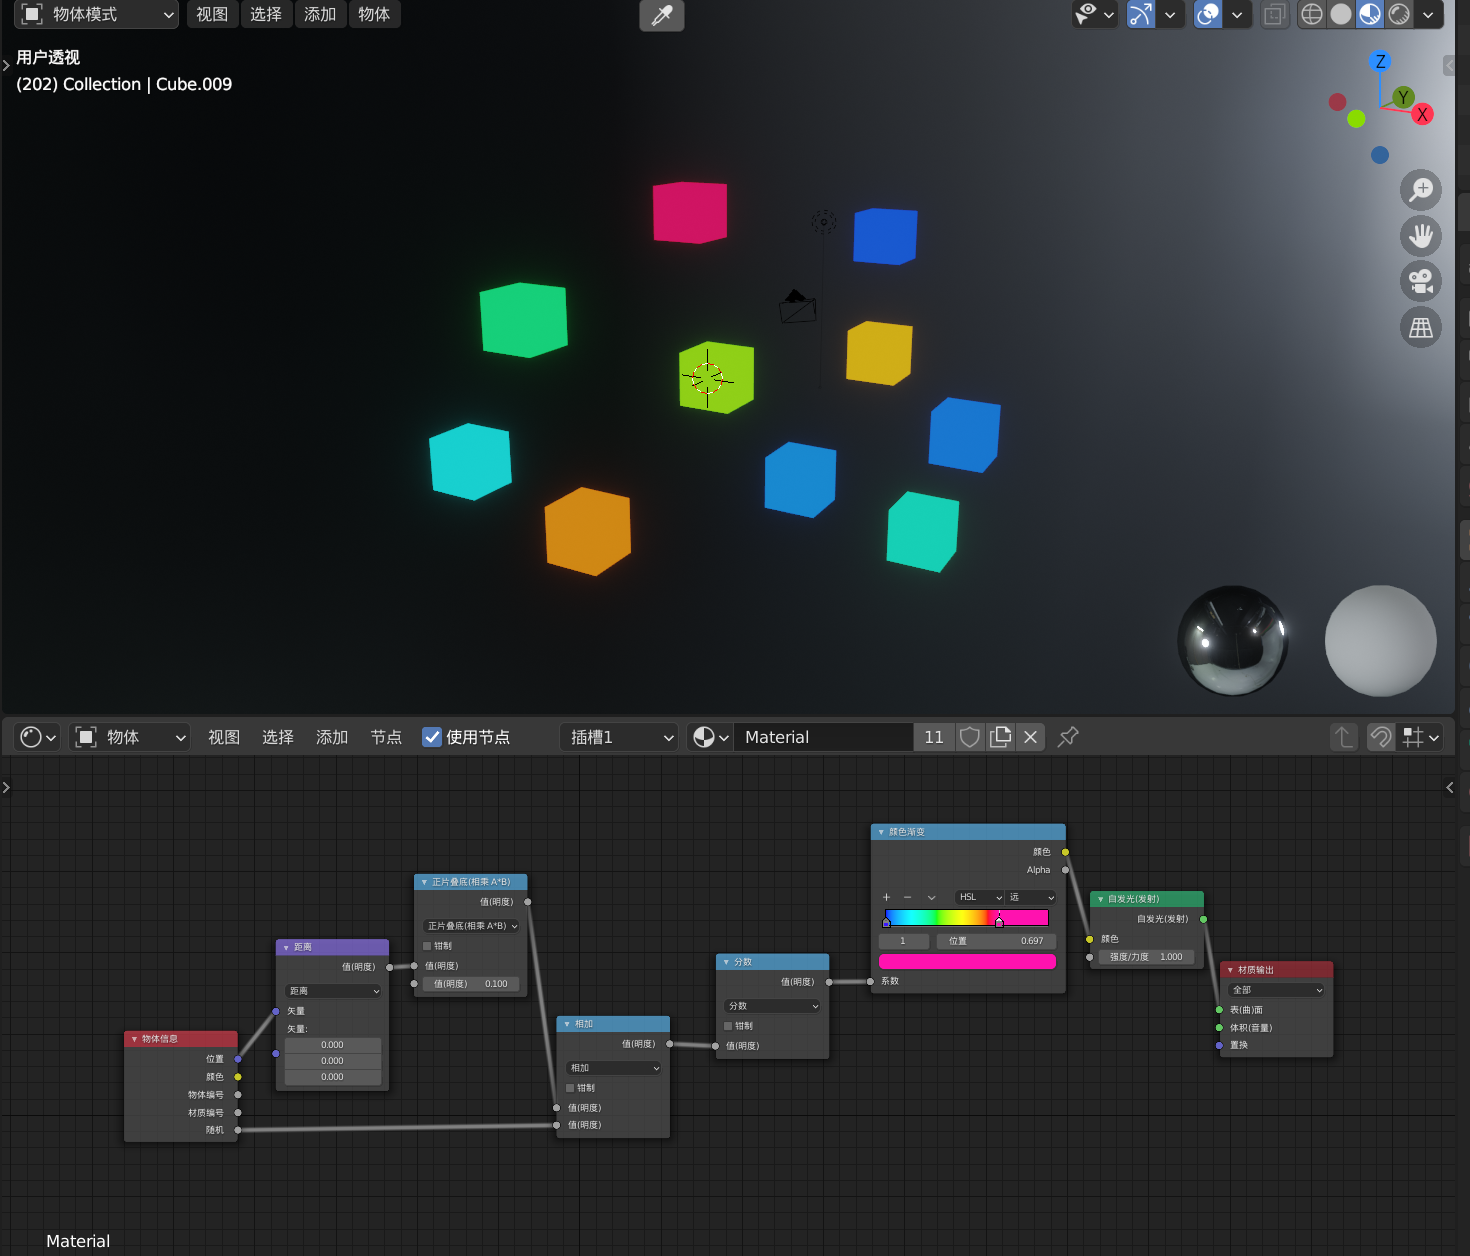 物体模式 视图 选择 添加 物体
用户透视
(202) Collection | Cube.009
Z
Y
X
物体 视图 选择 添加 节点 使用节点 插槽1 Material 11
颜色渐变
颜色
Alpha
+ − HSL 远
1 位置 0.697
系数
正片叠底(相乘 A*B)
值(明度)
正片叠底(相乘 A*B)
钳制
值(明度)
值(明度) 0.100
自发光(发射)
自发光(发射)
颜色
强度/力度 1.000
距离
值(明度)
距离
矢量
矢量:
0.000
0.000
0.000
分数
值(明度)
分数
钳制
值(明度)
材质输出
全部
表(曲)面
体积(音量)
置换
相加
值(明度)
相加
钳制
值(明度)
值(明度)
物体信息
位置
颜色
物体编号
材质编号
随机
Material